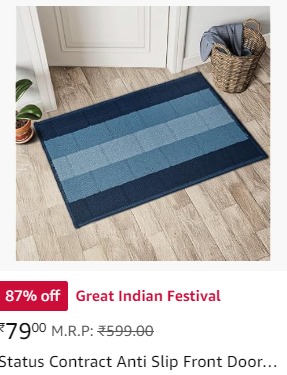 87% off Great Indian Festival
₹79⁰⁰ M.R.P: ₹599.00
Status Contract Anti Slip Front Door...